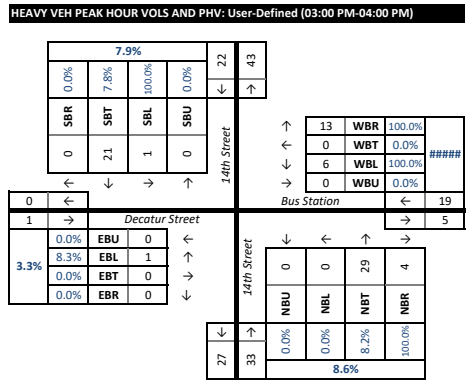 HEAVY VEH PEAK HOUR VOLS AND PHV: User-Defined (03:00 PM-04:00 PM)
7.9%
0.0% 7.8% 100.0% 0.0%
SBR SBT SBL SBU
0 21 1 0
← ↓ → ↑
22 43
↓ ↑
14th Street
↑ 13 WBR 100.0%
← 0 WBT 0.0%
↓ 6 WBL 100.0%
→ 0 WBU 0.0%
#####
0 ← Bus Station ← 19
1 → Decatur Street → 5
3.3%
0.0% EBU 0 ←
8.3% EBL 1 ↑
0.0% EBT 0 →
0.0% EBR 0 ↓
14th Street
↓ ← ↑ →
0 0 29 4
NBU NBL NBT NBR
0.0% 0.0% 8.2% 100.0%
↓ ↑
27 33
8.6%